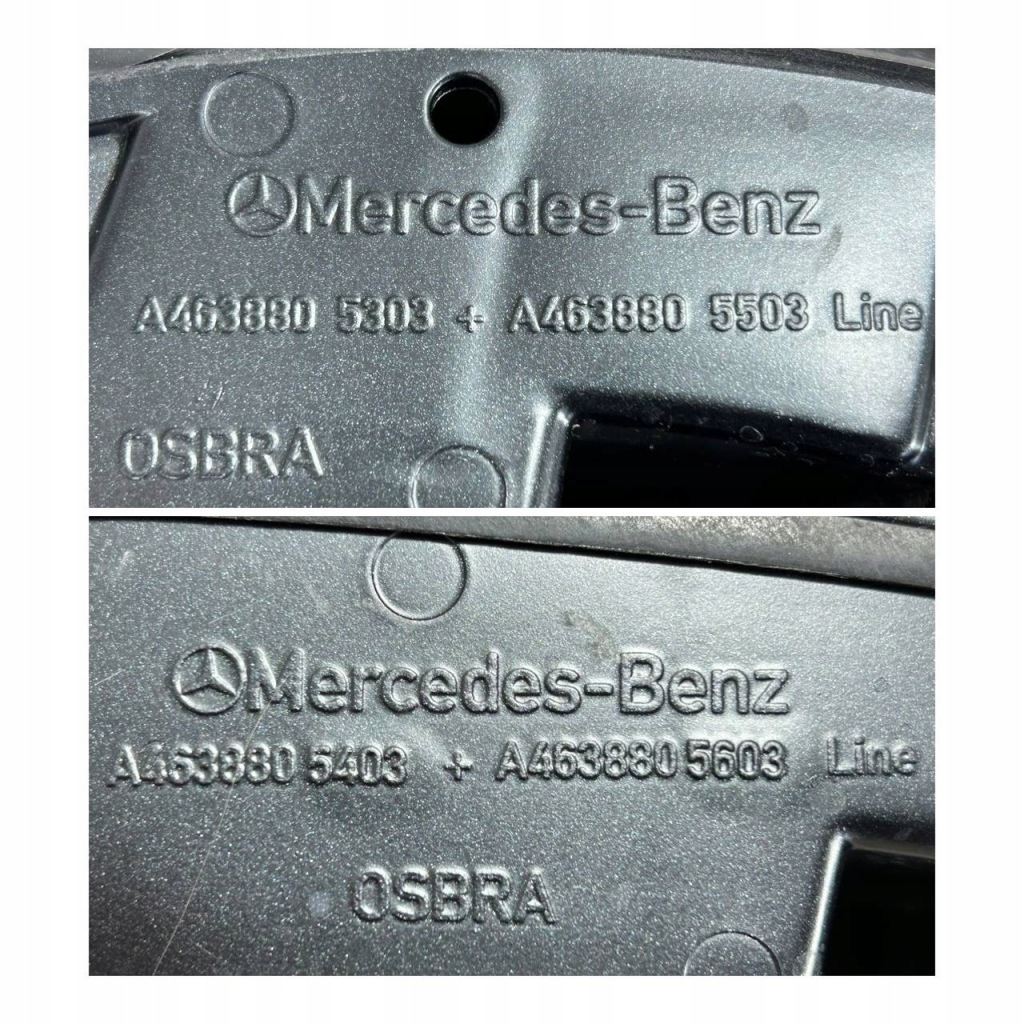 Mercedes-Benz
A463880 5303 + A463880 5503 Line
OSBRA
Mercedes-Benz
A463880 5403 + A463880 5603 Line
OSBRA